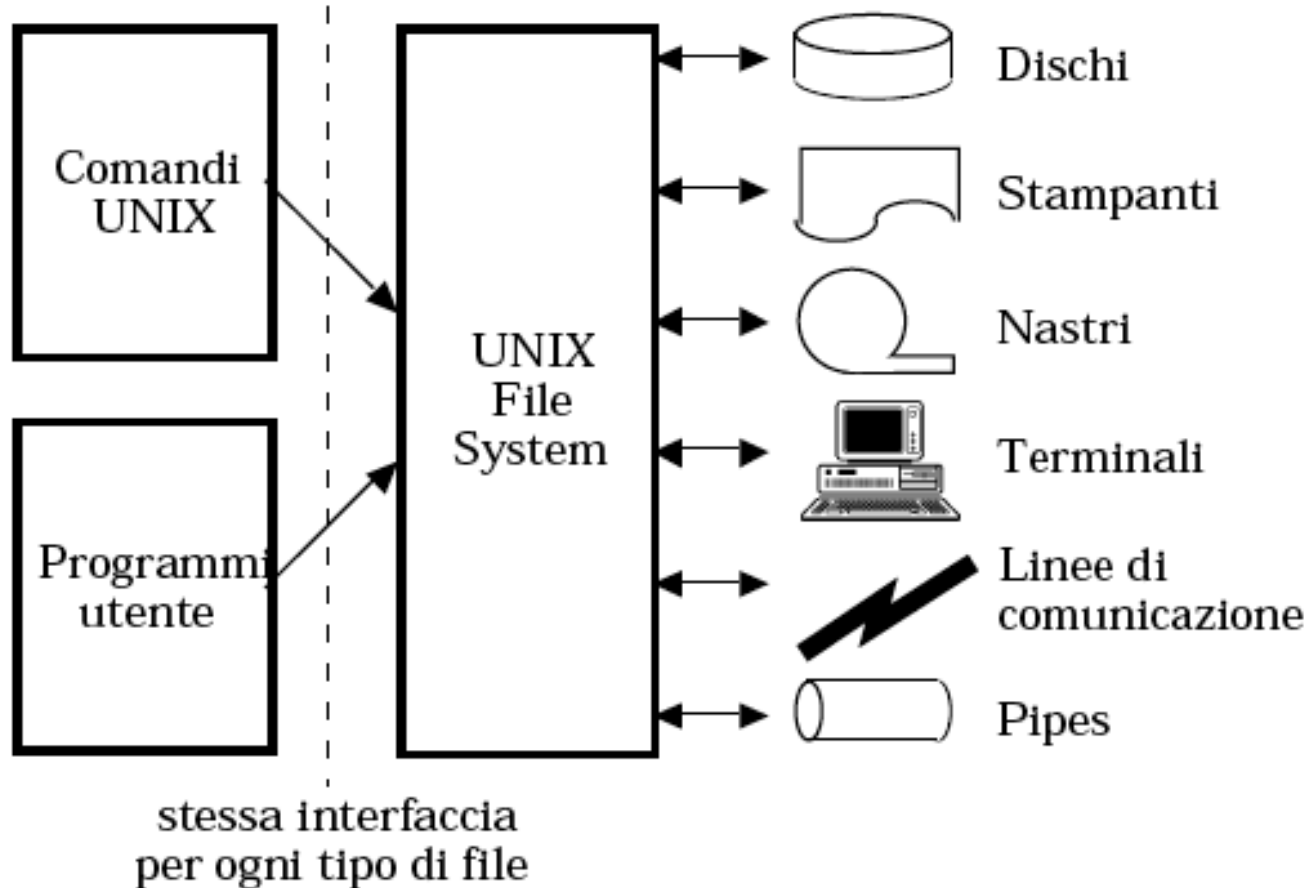 Comandi
UNIX
Programmi
utente
UNIX
File
System
Dischi
Stampanti
Nastri
Terminali
Linee di
comunicazione
Pipes
stessa interfaccia
per ogni tipo di file